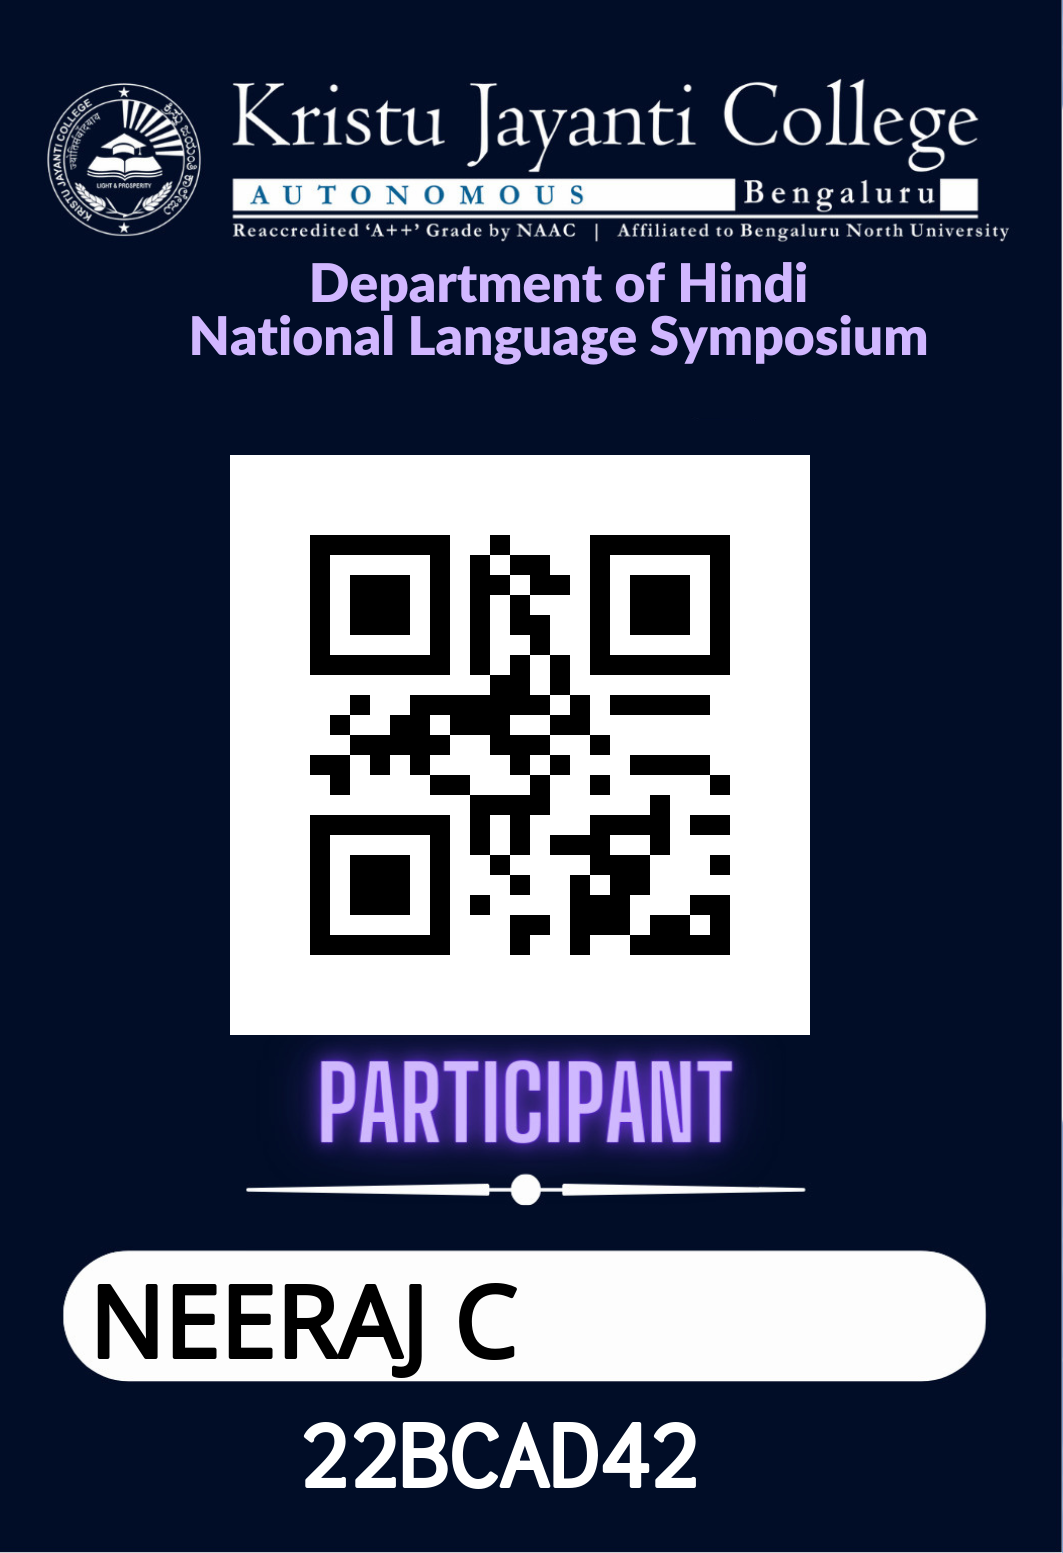 Kristu Jayanti College
AUTONOMOUS Bengaluru
Reaccredited ‘A++’ Grade by NAAC | Affiliated to Bengaluru North University
KRISTU JAYANTI COLLEGE
LIGHT & PROSPERITY
Department of Hindi
National Language Symposium
PARTICIPANT
NEERAJ C
22BCAD42